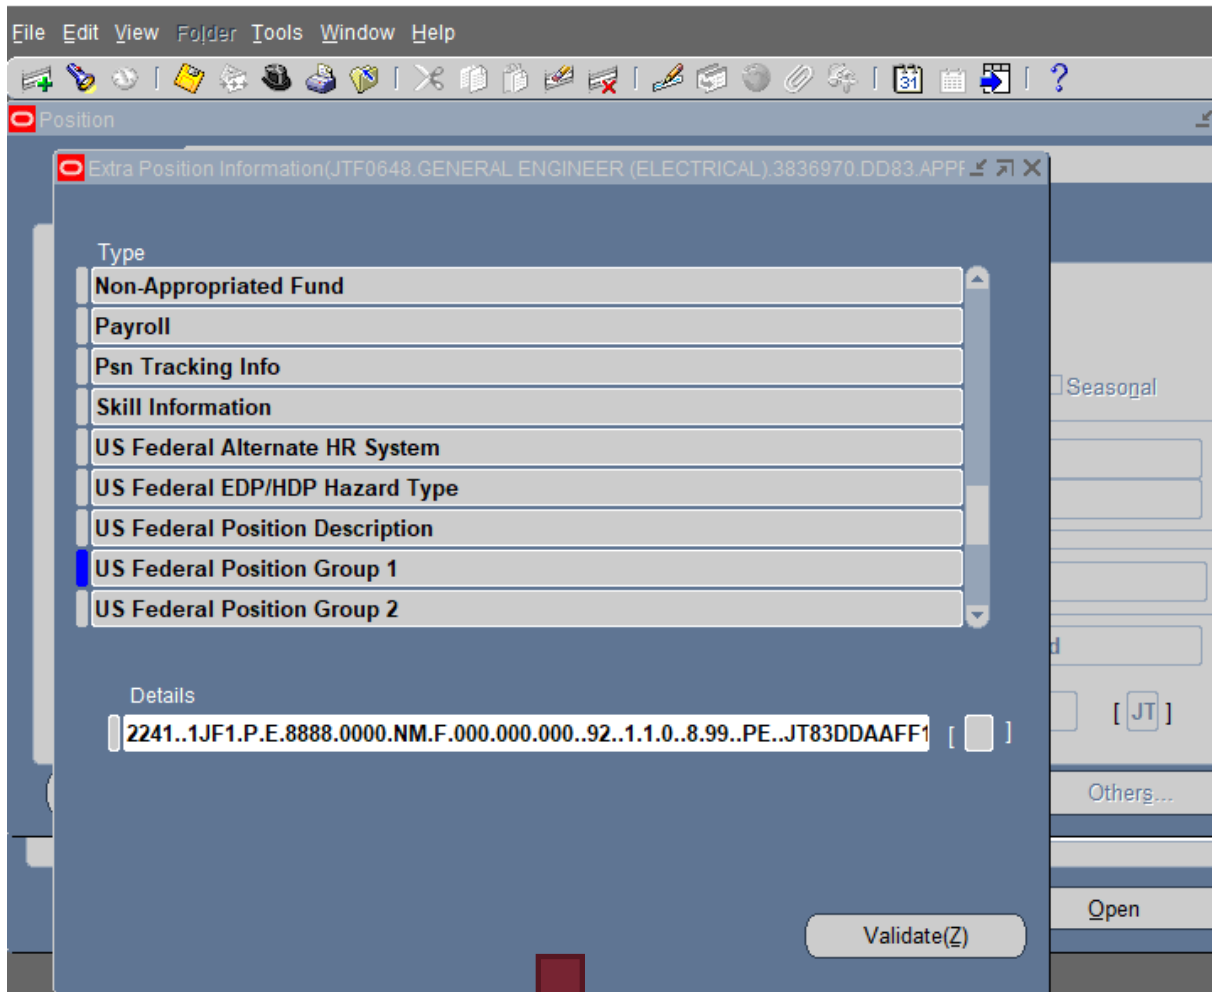 File Edit View Folder Tools Window Help
31 ?
Position
Extra Position Information(JTF0648.GENERAL ENGINEER (ELECTRICAL).3836970.DD83.APPF
Type
Non-Appropriated Fund
Payroll
Psn Tracking Info
Skill Information
US Federal Alternate HR System
US Federal EDP/HDP Hazard Type
US Federal Position Description
US Federal Position Group 1
US Federal Position Group 2
Seasonal
d
Details
2241..1JF1.P.E.8888.0000.NM.F.000.000.000..92..1.1.0..8.99..PE..JT83DDAAFF1 [ ]
[ JT ]
Others...
Open
Validate(Z)